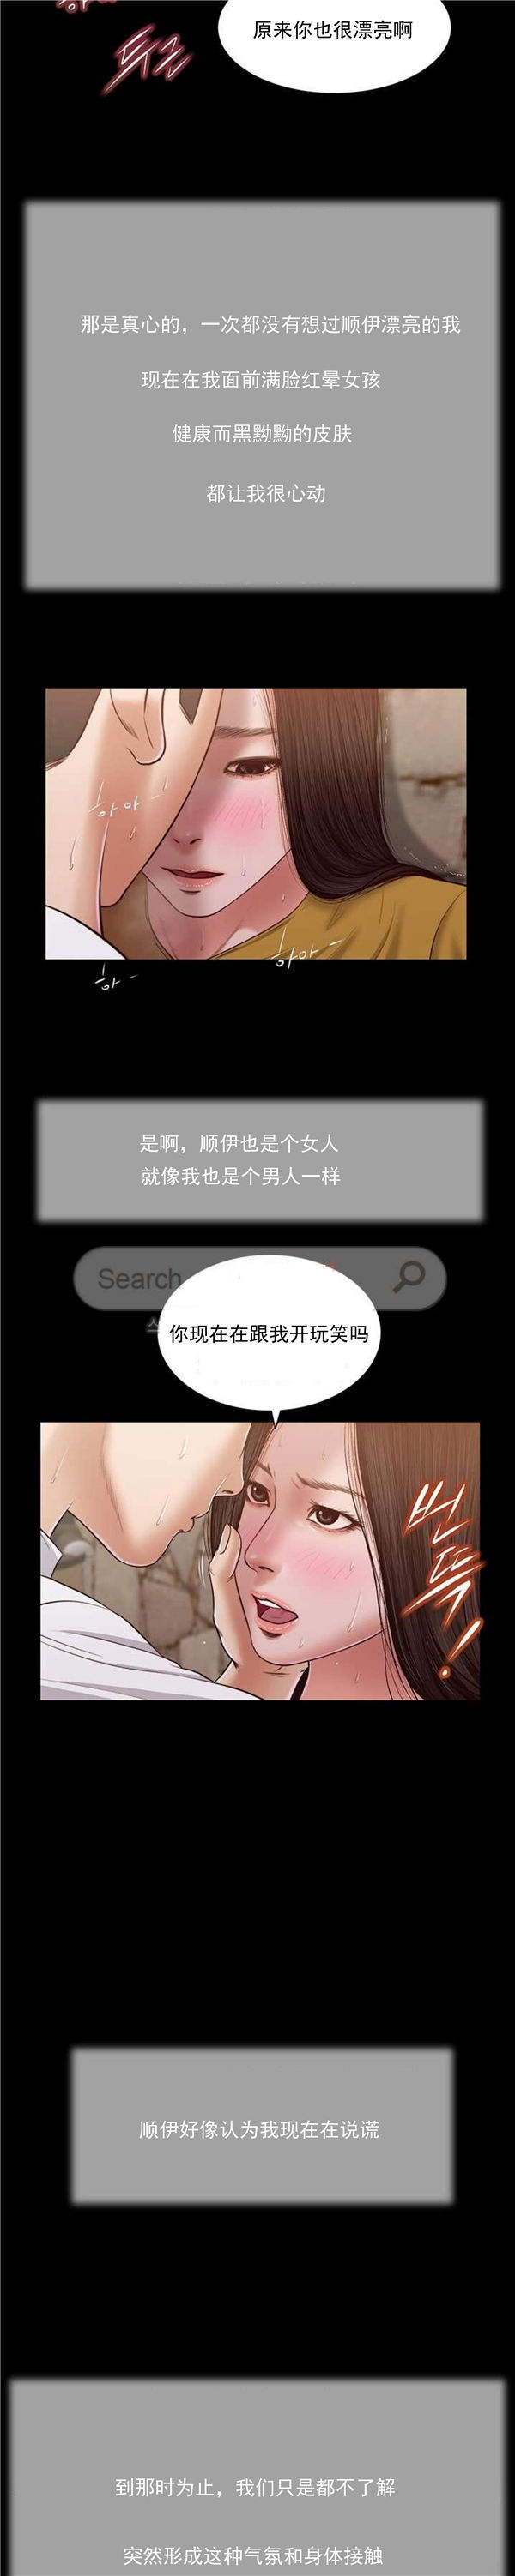 原来你也很漂亮啊
두근
那是真心的，一次都没有想过顺伊漂亮的我
现在在我面前满脸红晕女孩
健康而黑黝黝的皮肤
都让我很心动
하아
하아
하아
是啊，顺伊也是个女人
就像我也是个男人一样
Search
你现在在跟我开玩笑吗
번뜩!
顺伊好像认为我现在在说谎
到那时为止，我们只是都不了解
突然形成这种气氛和身体接触